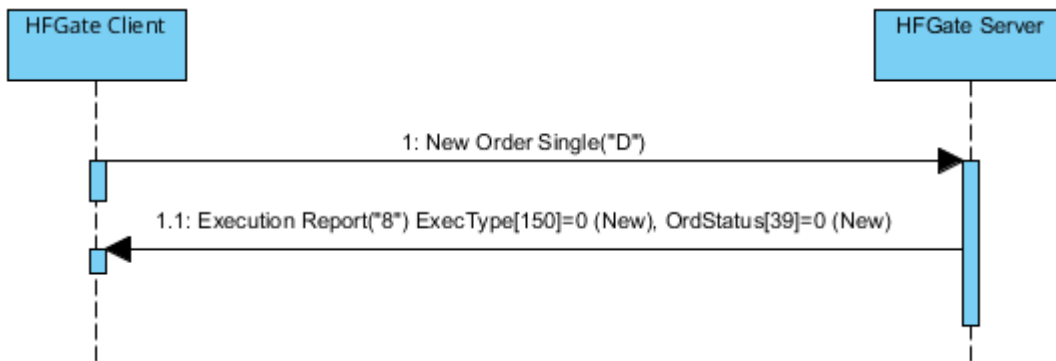 HFGate Client
HFGate Server
1: New Order Single("D")
1.1: Execution Report("8") ExecType[150]=0 (New), OrdStatus[39]=0 (New)